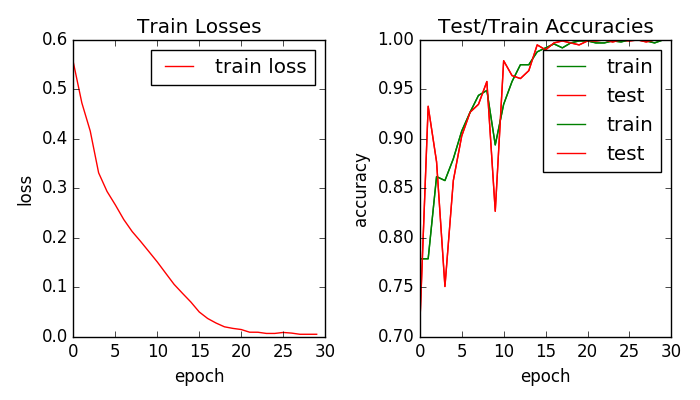 Train Losses
0.6
0.5
0.4
0.3
0.2
0.1
0.0
loss
train loss
0 5 10 15 20 25 30
epoch
Test/Train Accuracies
1.00
0.95
0.90
0.85
0.80
0.75
0.70
accuracy
train
test
train
test
0 5 10 15 20 25 30
epoch